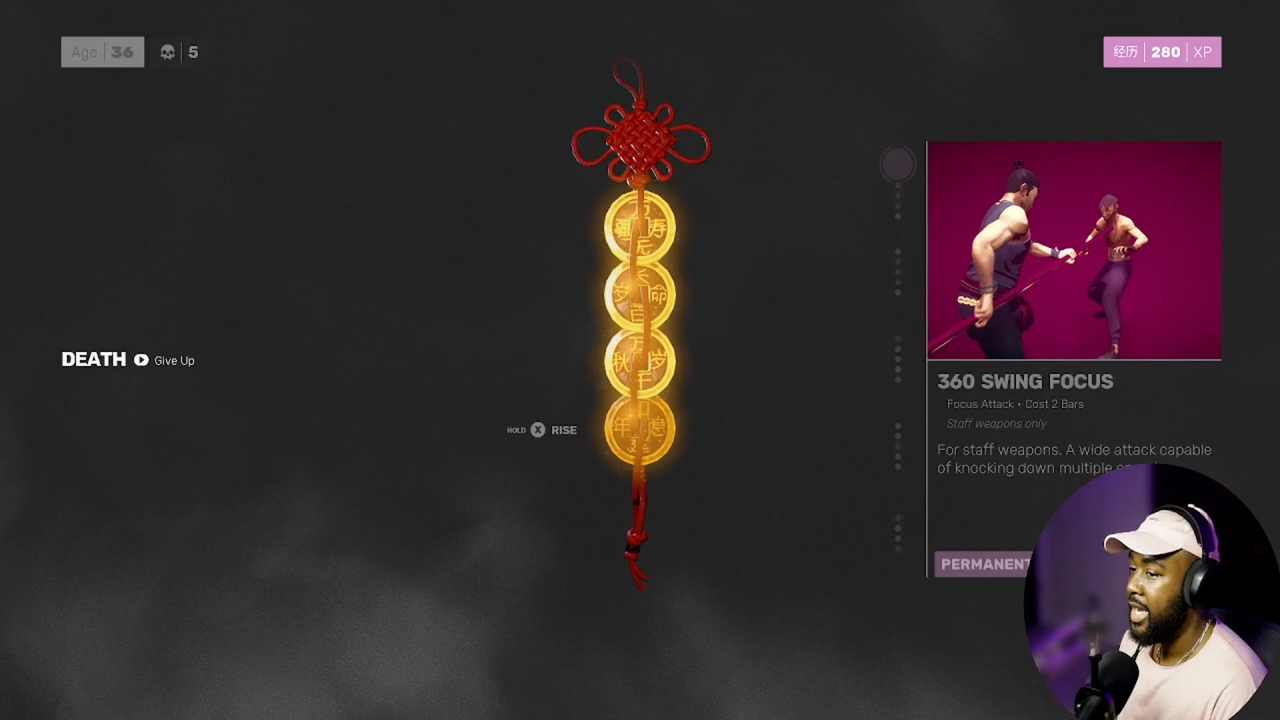 Age 36
5
经历 280 XP
DEATH Give Up
HOLD X RISE
360 SWING FOCUS
Focus Attack • Cost 2 Bars
Staff weapons only
For staff weapons. A wide attack capable
of knocking down multiple
PERMANENT